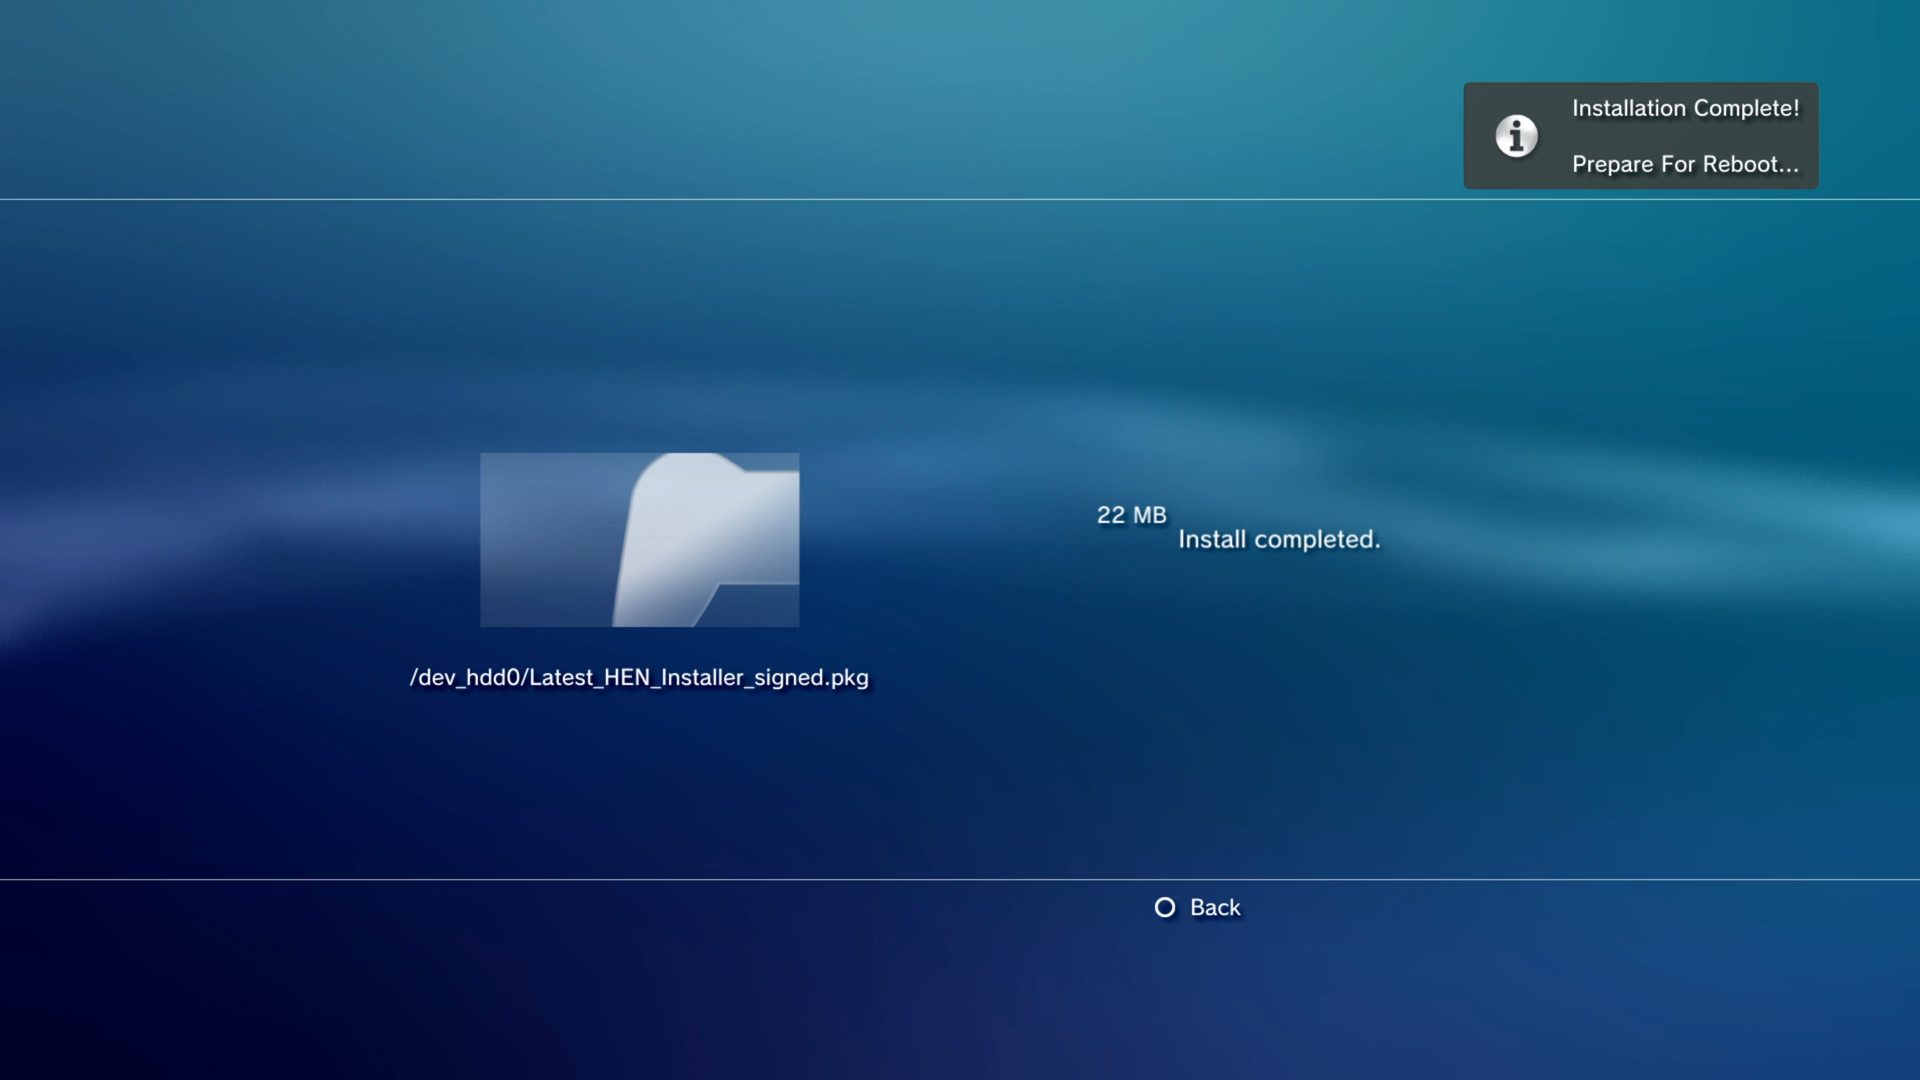 Installation Complete!
Prepare For Reboot...
22 MB
Install completed.
/dev_hdd0/Latest_HEN_Installer_signed.pkg
Back